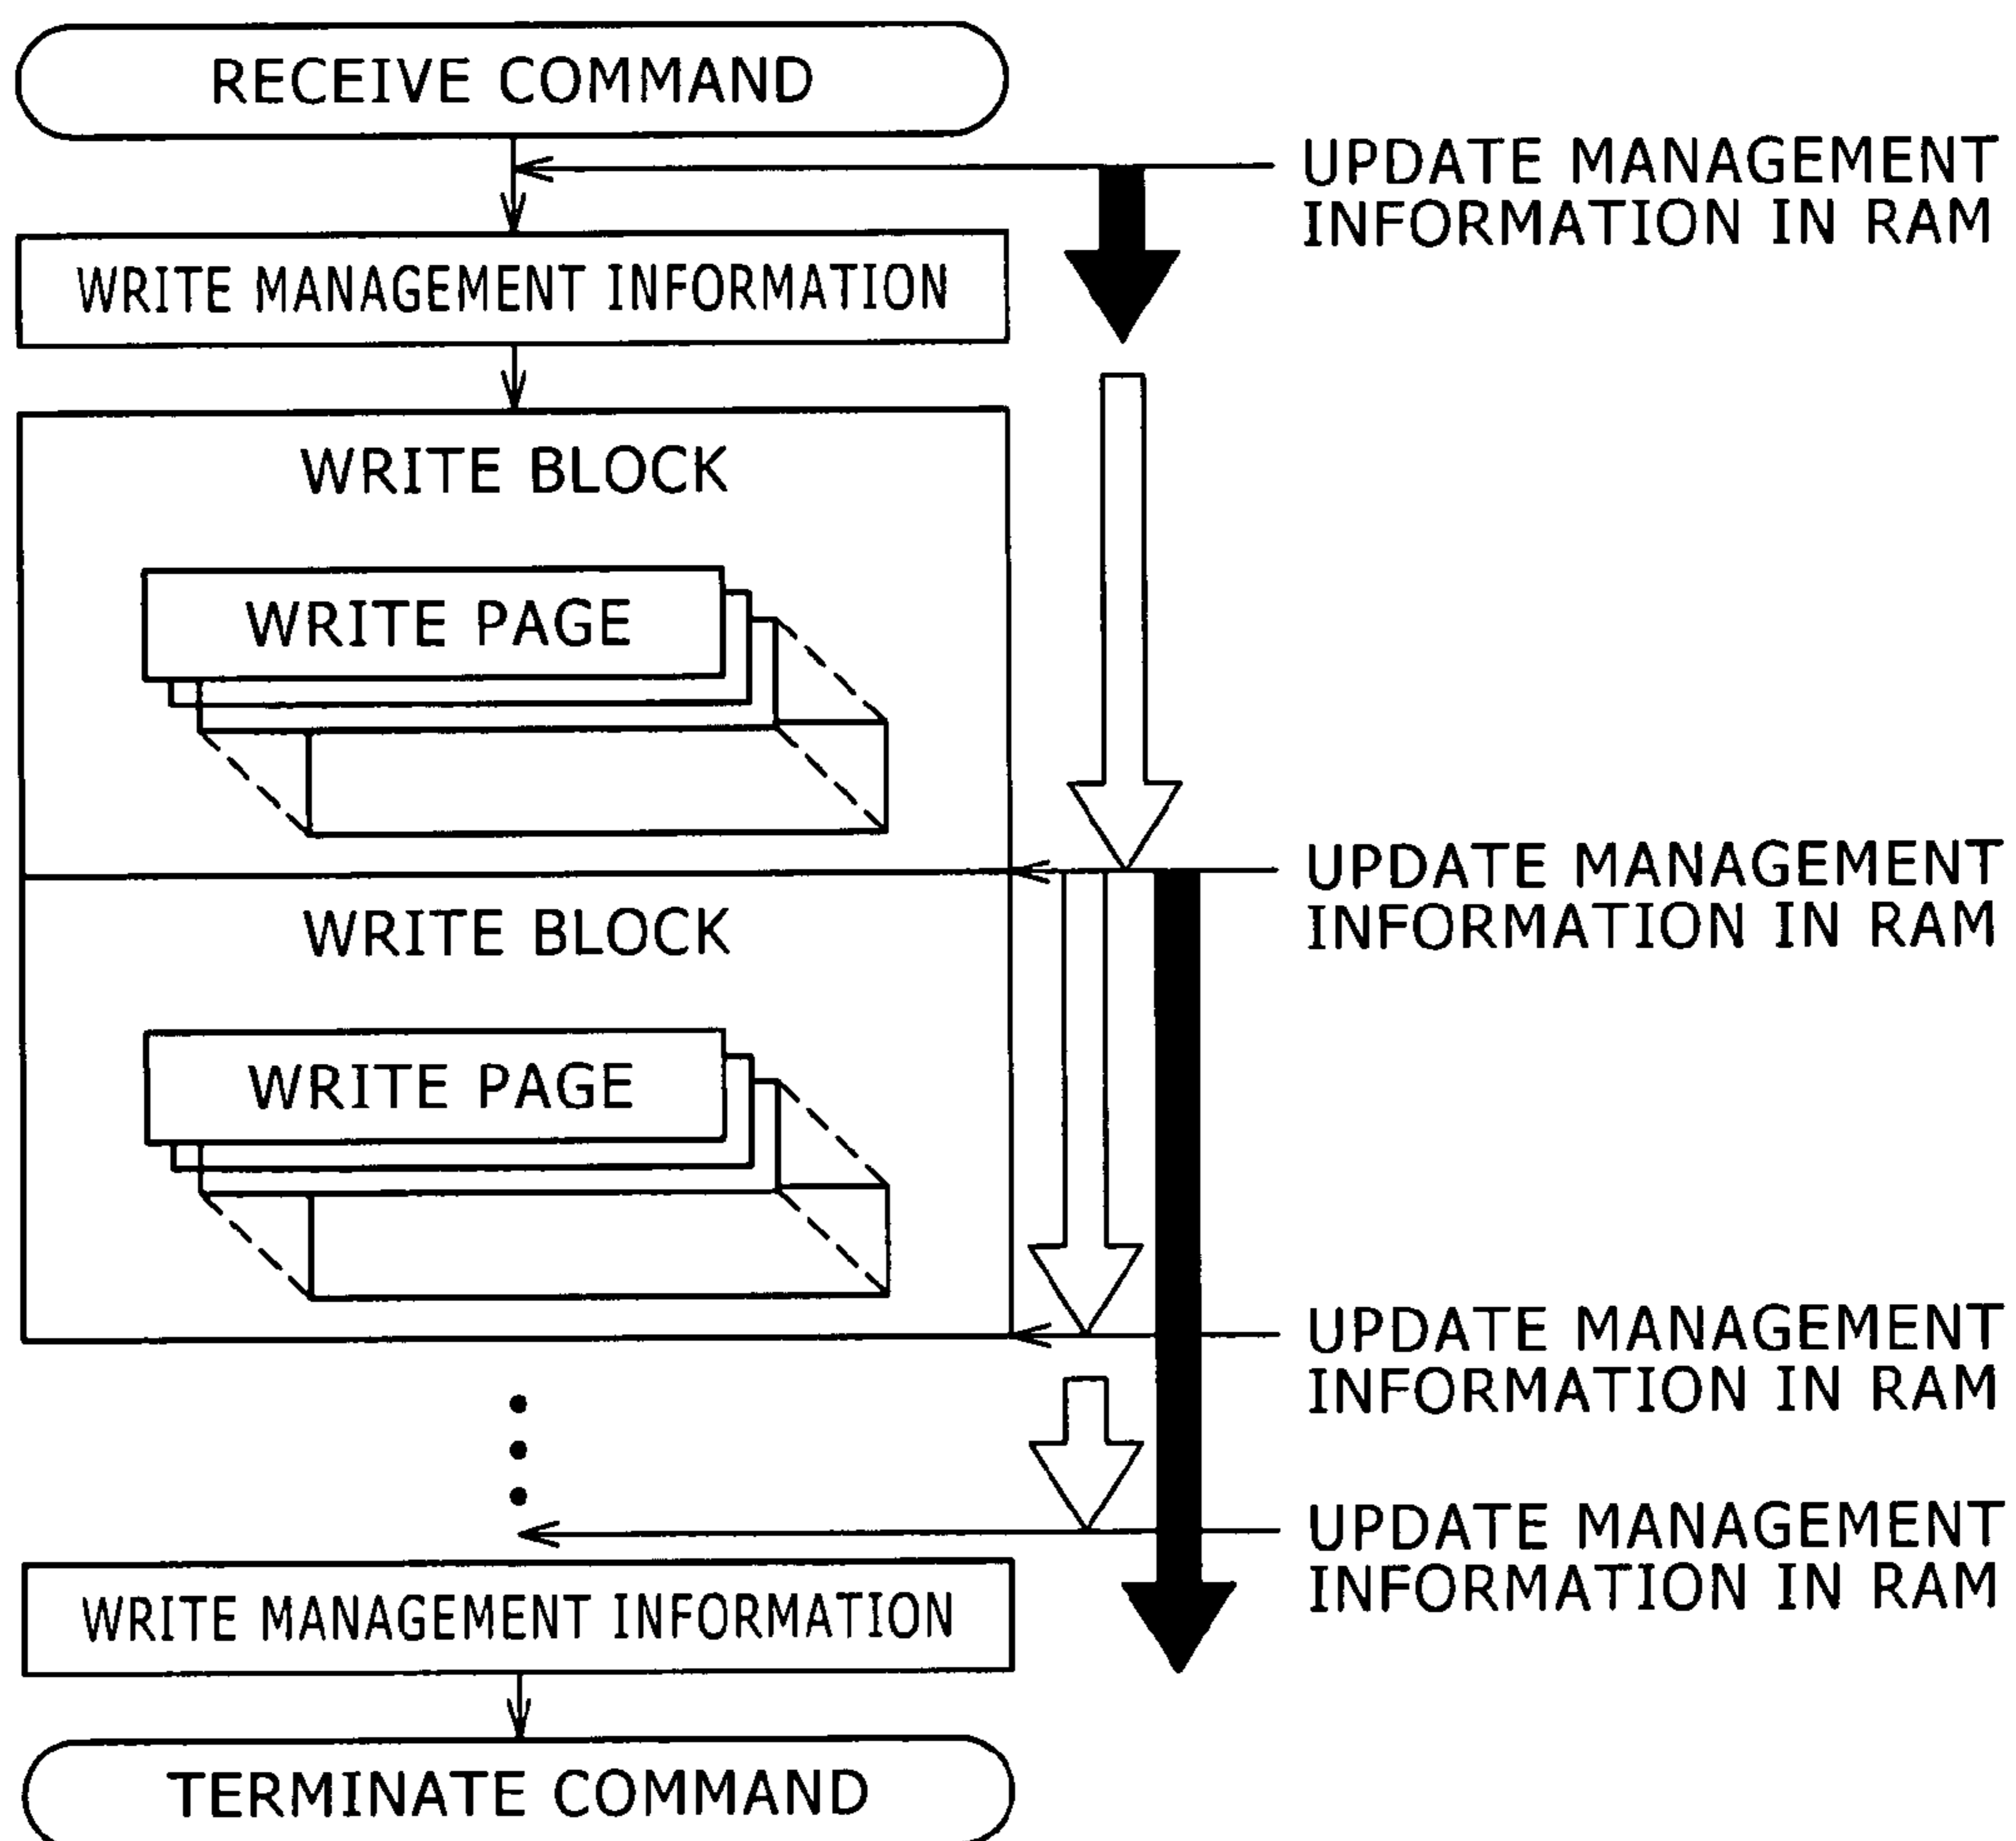 RECEIVE COMMAND
UPDATE MANAGEMENT
INFORMATION IN RAM
WRITE MANAGEMENT INFORMATION
WRITE BLOCK
WRITE PAGE
UPDATE MANAGEMENT
INFORMATION IN RAM
WRITE BLOCK
WRITE PAGE
UPDATE MANAGEMENT
INFORMATION IN RAM
UPDATE MANAGEMENT
INFORMATION IN RAM
WRITE MANAGEMENT INFORMATION
TERMINATE COMMAND